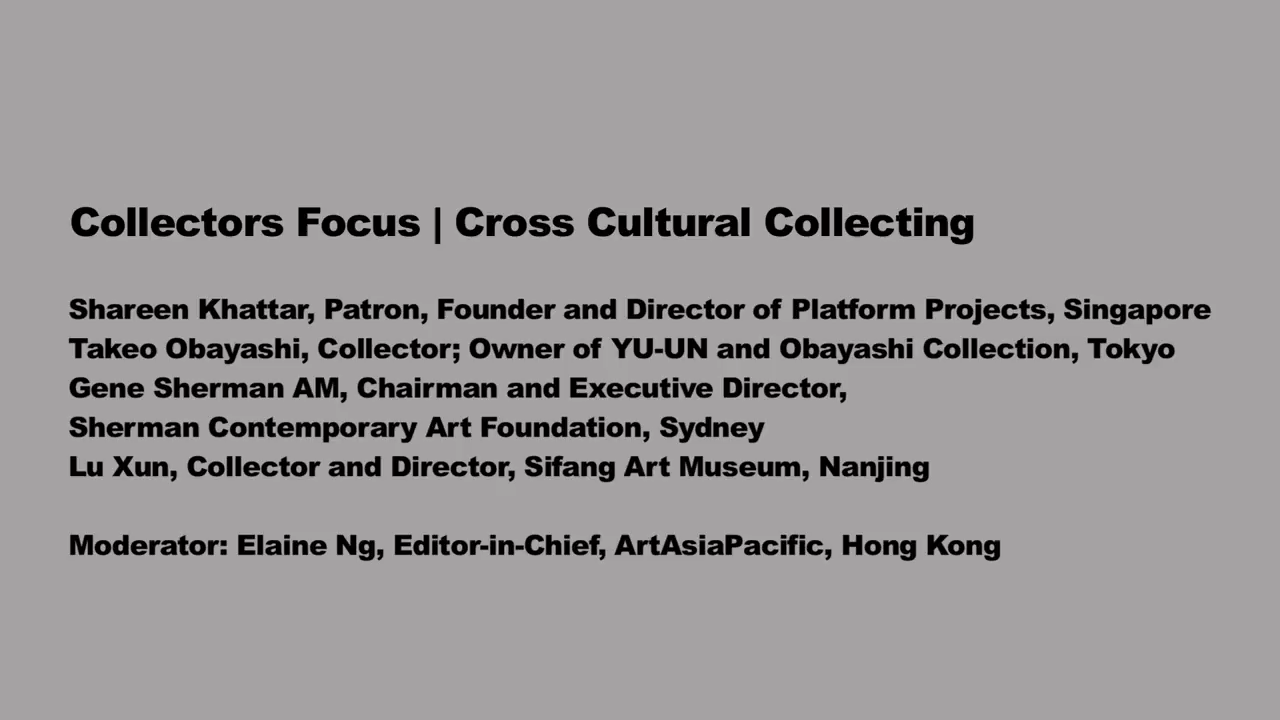 Collectors Focus | Cross Cultural Collecting
Shareen Khattar, Patron, Founder and Director of Platform Projects, Singapore
Takeo Obayashi, Collector; Owner of YU-UN and Obayashi Collection, Tokyo
Gene Sherman AM, Chairman and Executive Director,
Sherman Contemporary Art Foundation, Sydney
Lu Xun, Collector and Director, Sifang Art Museum, Nanjing
Moderator: Elaine Ng, Editor-in-Chief, ArtAsiaPacific, Hong Kong